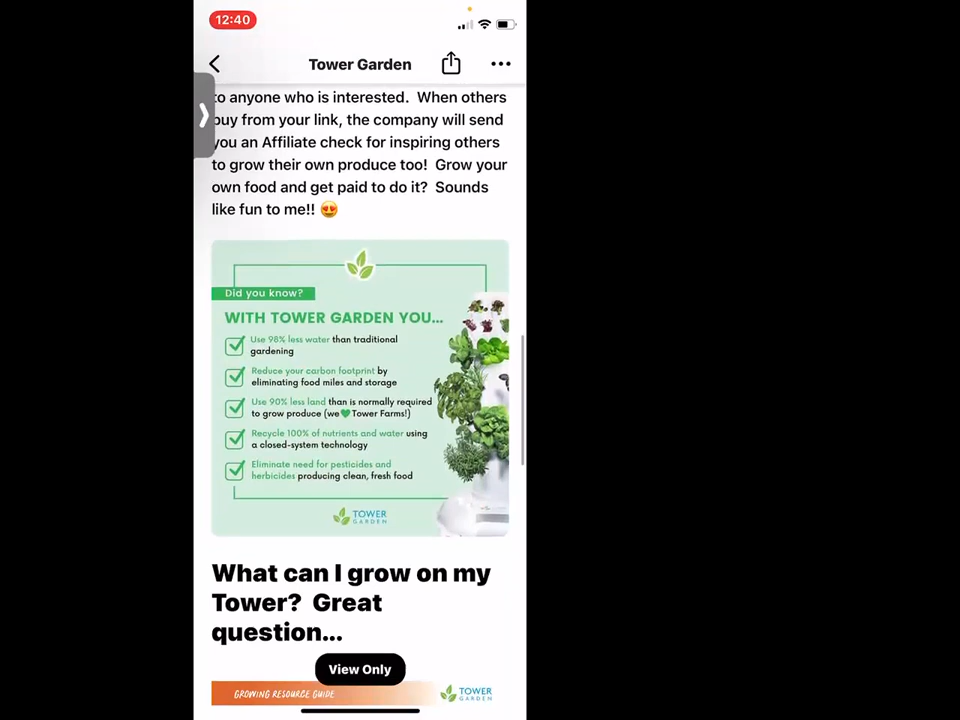 12:40
Tower Garden
to anyone who is interested. When others
buy from your link, the company will send
you an Affiliate check for inspiring others
to grow their own produce too! Grow your
own food and get paid to do it? Sounds
like fun to me!! 😍
Did you know?
WITH TOWER GARDEN YOU...
Use 98% less water than traditional
gardening
Reduce your carbon footprint by
eliminating food miles and storage
Use 90% less land than is normally required
to grow produce (we💚Tower Farms!)
Recycle 100% of nutrients and water using
a closed-system technology
Eliminate need for pesticides and
herbicides producing clean, fresh food
TOWER
GARDEN
What can I grow on my
Tower? Great
question...
View Only
GROWING RESOURCE GUIDE
TOWER
GARDEN